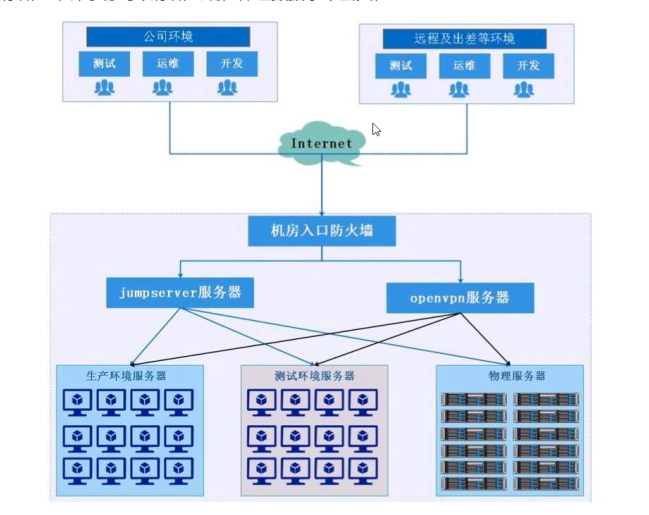 公司环境
远程及出差等环境
测试
运维
开发
测试
运维
开发
Internet
机房入口防火墙
jumpserver服务器
openvpn服务器
生产环境服务器
测试环境服务器
物理服务器